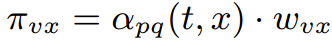 π_{vx} = α_{pq}(t, x) · w_{vx}